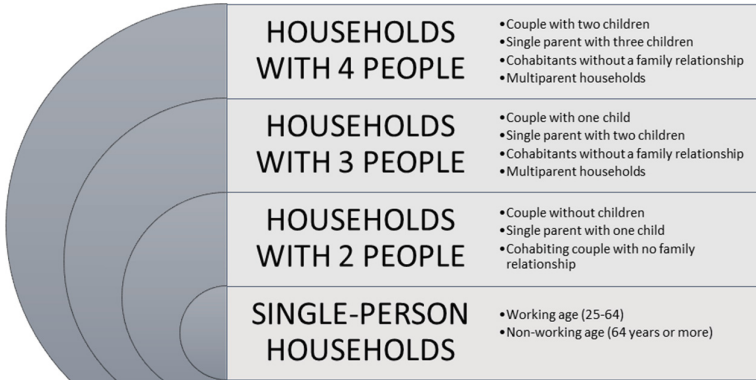 HOUSEHOLDS
WITH 4 PEOPLE
•Couple with two children
•Single parent with three children
•Cohabitants without a family relationship
•Multiparent households
HOUSEHOLDS
WITH 3 PEOPLE
•Couple with one child
•Single parent with two children
•Cohabitants without a family relationship
•Multiparent households
HOUSEHOLDS
WITH 2 PEOPLE
•Couple without children
•Single parent with one child
•Cohabiting couple with no family
relationship
SINGLE-PERSON
HOUSEHOLDS
•Working age (25-64)
•Non-working age (64 years or more)